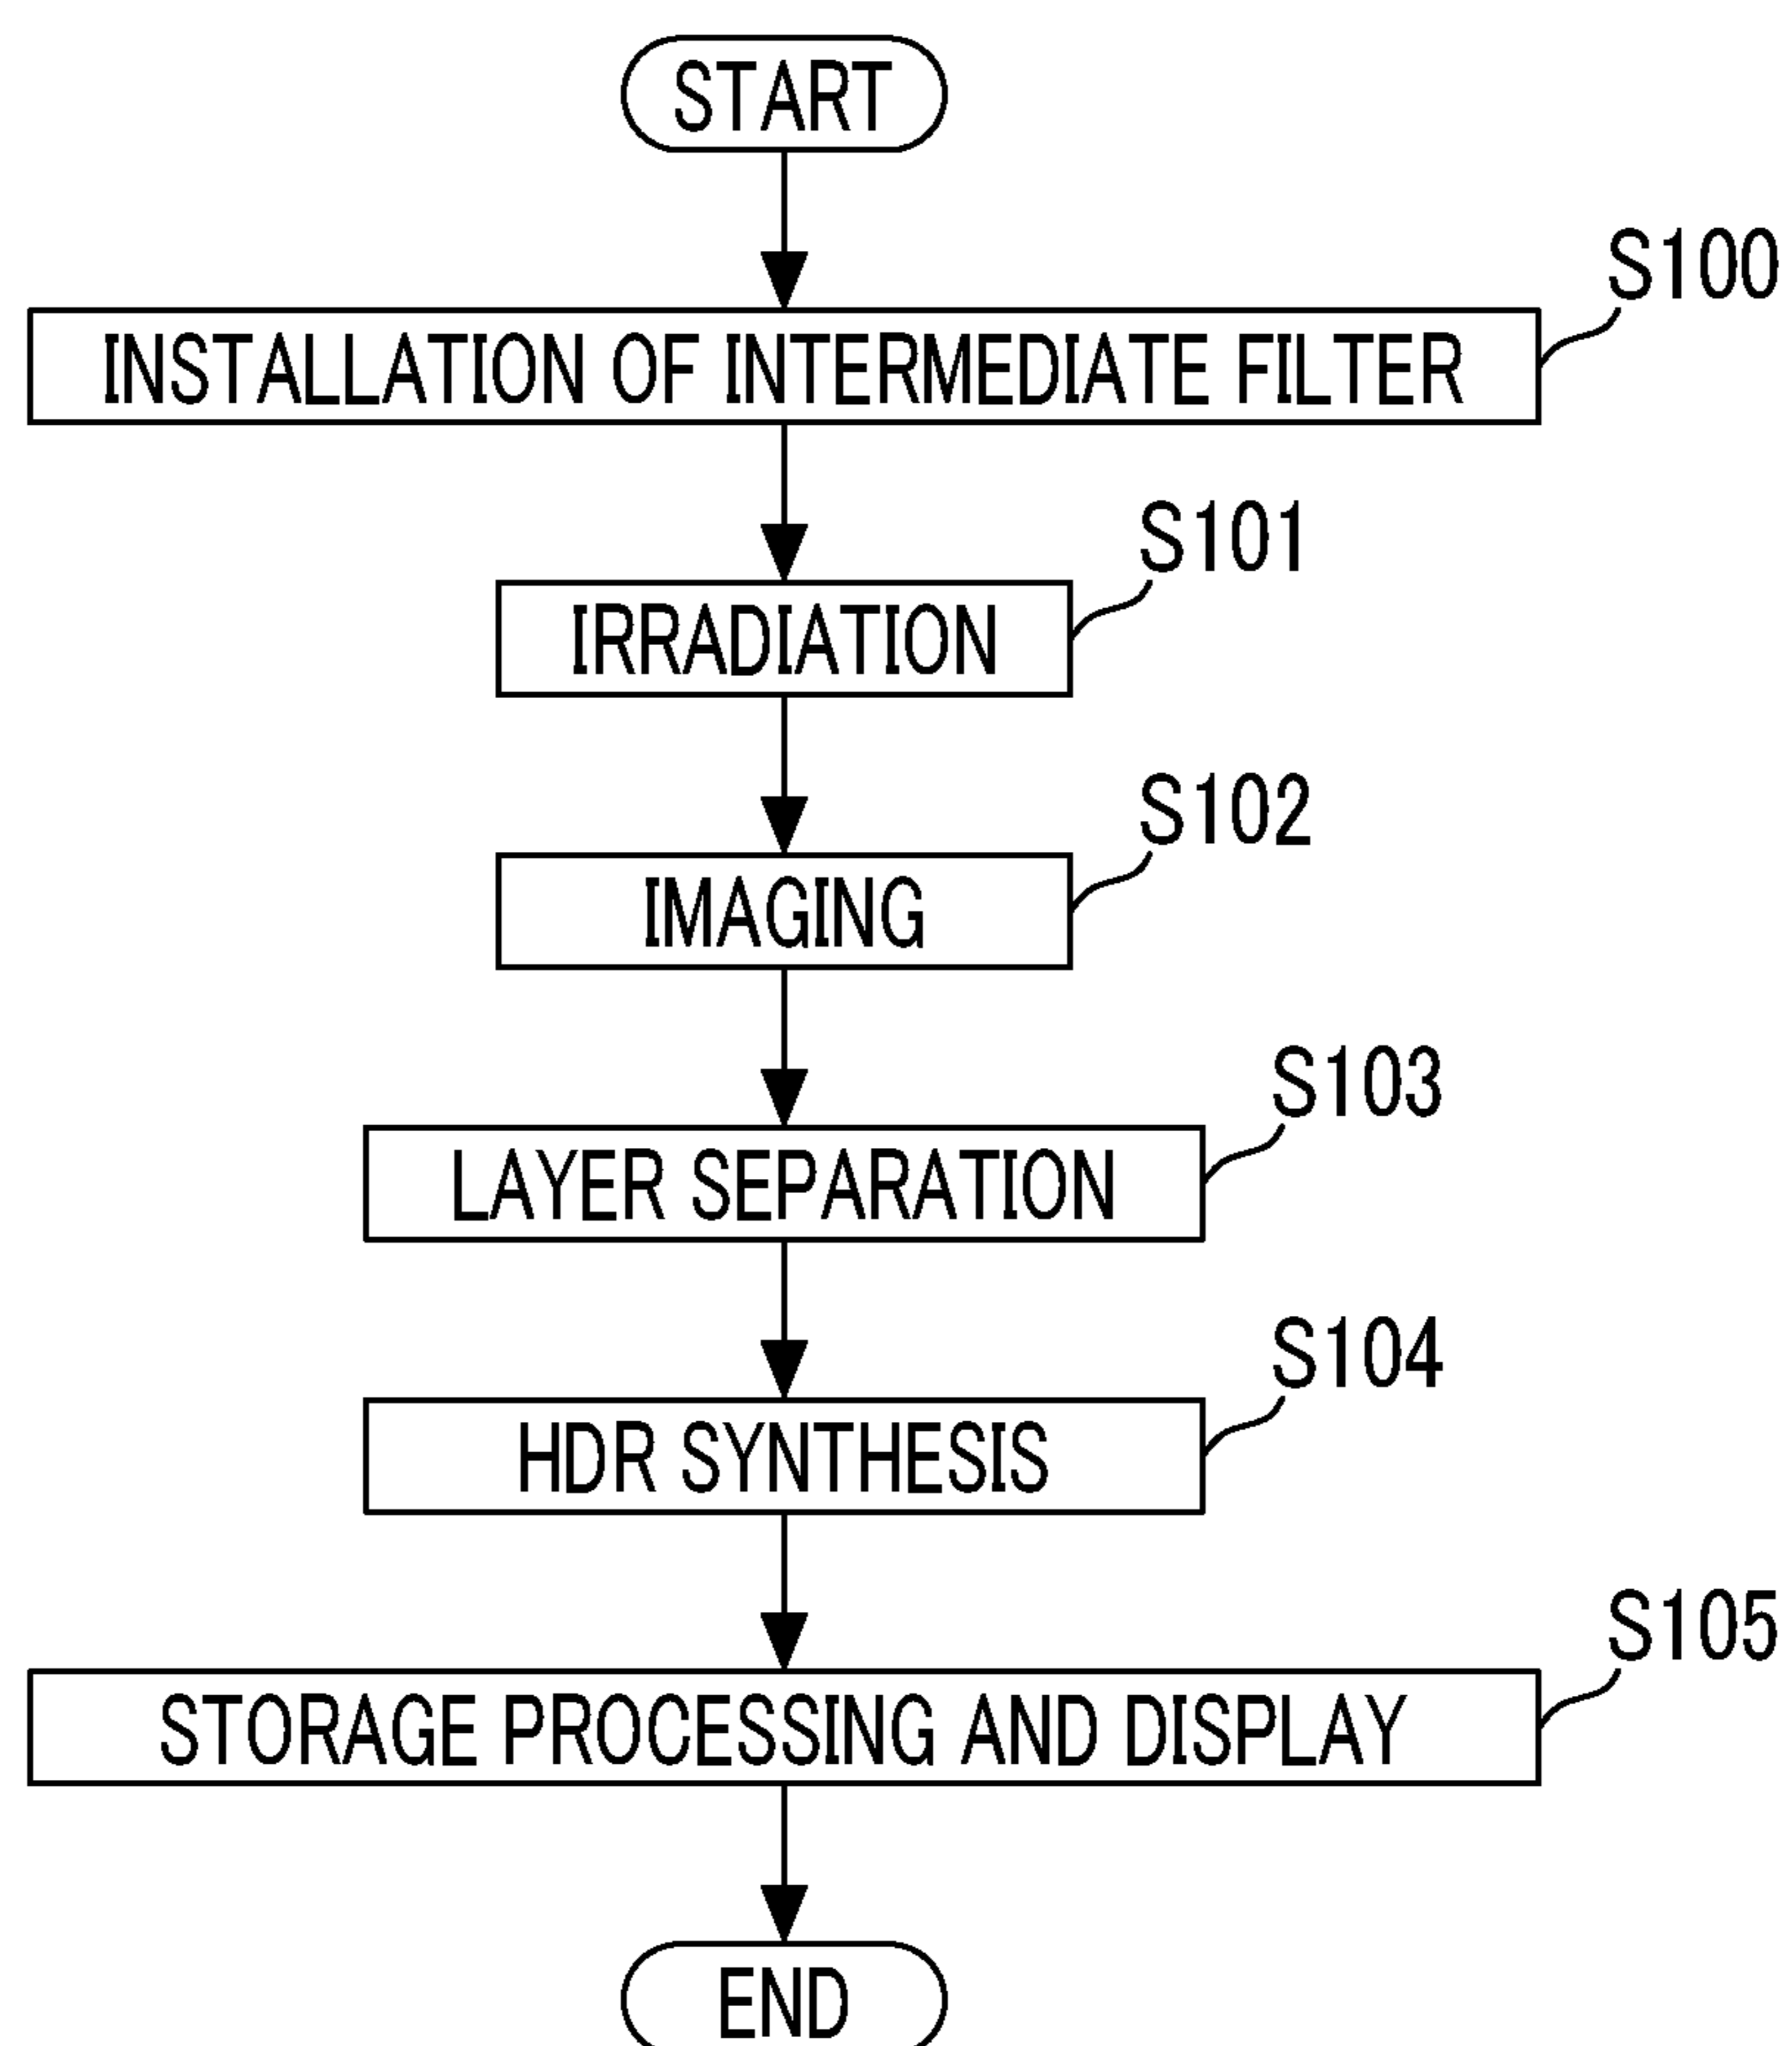 START
S100
INSTALLATION OF INTERMEDIATE FILTER
S101
IRRADIATION
S102
IMAGING
S103
LAYER SEPARATION
S104
HDR SYNTHESIS
S105
STORAGE PROCESSING AND DISPLAY
END